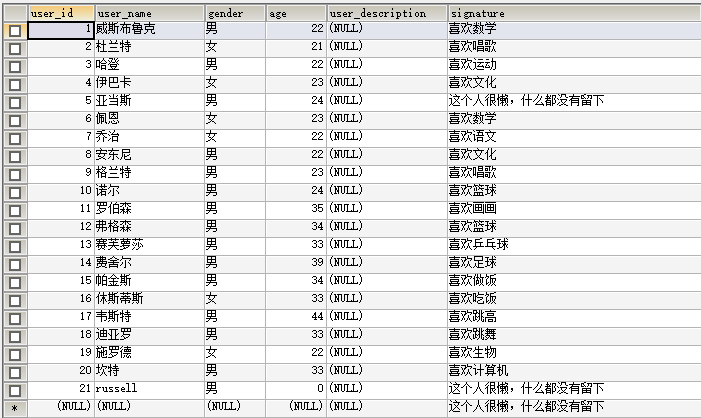 user_id user_name gender age user_description signature
1 威斯布鲁克 男 22 (NULL) 喜欢数学
2 杜兰特 女 21 (NULL) 喜欢唱歌
3 哈登 男 22 (NULL) 喜欢运动
4 伊巴卡 女 23 (NULL) 喜欢文化
5 亚当斯 男 24 (NULL) 这个人很懒，什么都没有留下
6 佩恩 女 23 (NULL) 喜欢数学
7 乔治 女 22 (NULL) 喜欢语文
8 安东尼 男 22 (NULL) 喜欢文化
9 格兰特 男 23 (NULL) 喜欢唱歌
10 诺尔 男 24 (NULL) 喜欢篮球
11 罗伯森 男 35 (NULL) 喜欢画画
12 弗格森 男 34 (NULL) 喜欢篮球
13 赛芙萝莎 男 33 (NULL) 喜欢乒乓球
14 费舍尔 男 39 (NULL) 喜欢足球
15 帕金斯 男 34 (NULL) 喜欢做饭
16 休斯蒂斯 女 33 (NULL) 喜欢吃饭
17 韦斯特 男 44 (NULL) 喜欢跳高
18 迪亚罗 男 33 (NULL) 喜欢跳舞
19 施罗德 女 22 (NULL) 喜欢生物
20 坎特 男 33 (NULL) 喜欢计算机
21 russell 男 0 (NULL) 这个人很懒，什么都没有留下
* (NULL) (NULL) (NULL) (NULL) (NULL) 这个人很懒，什么都没有留下